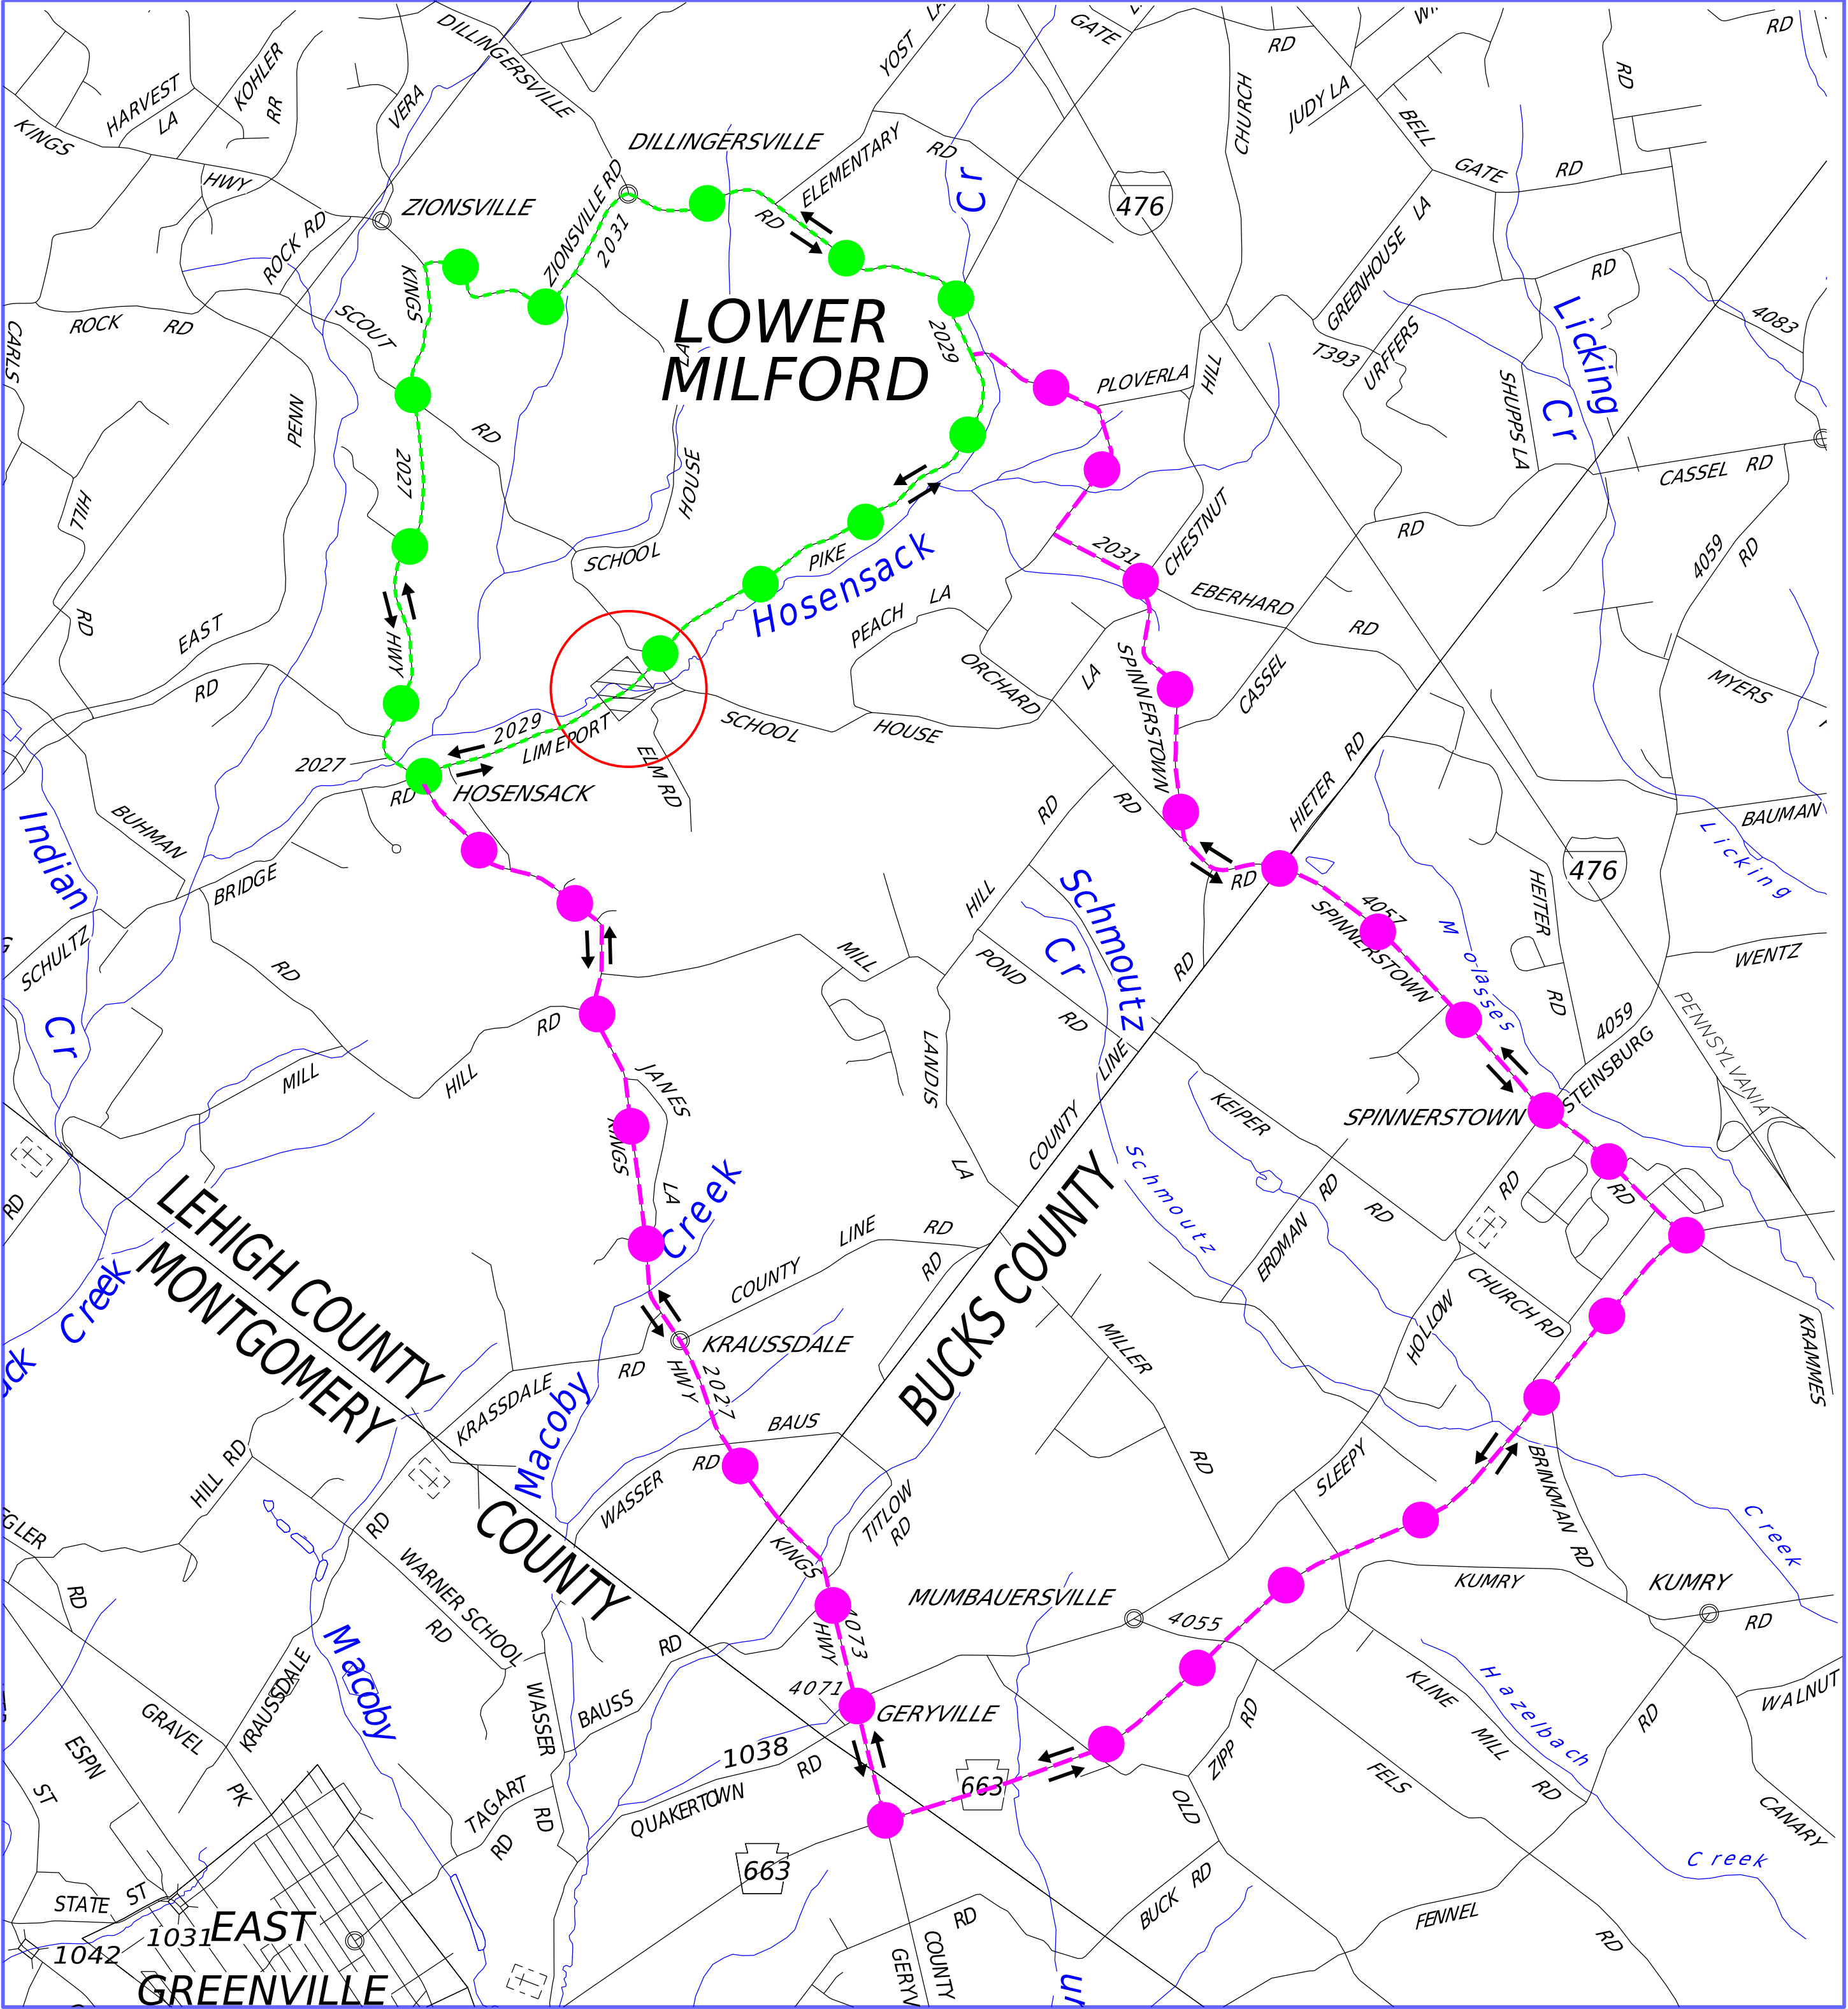 DILLINGERSVILLE
YOST
LA
GATE
RD
RD
RD
HARVEST
LA
KOHLER
RR
VERA
KINGS
HWY
CHURCH
JUDY LA
BELL
GATE RD
DILLINGERSVILLE
ELEMENTARY
RD
RD
Cr
476
ZIONSVILLE
ZIONSVILLE RD
2031
ROCK RD
ROCK RD
KINGS
SCOUT
RD
LOWER
MILFORD
LA
2029
GREENHOUSE LA
T393
URFFERS
RD
Licking
Cr
4083
CARLS
PENN
PLOVERLA
HILL
SHUPPS LA
CASSEL RD
2027
HOUSE
HILL
RD
SCHOOL
PIKE
Hosensack
2031
CHESTNUT
RD
4059
RD
EBERHARD
RD
EAST
RD
HWY
PEACH LA
ORCHARD
LA
SPINNERSTOWN
CASSEL
MYERS
2029
LIMEPORT
SCHOOL
HOUSE
ELM RD
2027
RD
HOSENSACK
RD
RD
HIETER RD
BAUMAN
Licking
Indian
Cr
BUHMAN
BRIDGE
SCHULTZ
RD
RD
476
HEITER
RD
Molasses
4057
SPINNERSTOWN
HILL
Schmoutz
Cr
POND
RD
RD
MILL
WENTZ
RD
LANDIS
LA
LINE
COUNTY
4059
STEINSBURG
PENNSYLVANIA
MILL
HILL
JANES
LA
KINGS
KEIPER
RD
SPINNERSTOWN
RD
RD
Schmoutz
LEHIGH COUNTY
MONTGOMERY
COUNTY
BUCKS COUNTY
Creek
Creek
RD
COUNTY LINE RD
RD
ERDMAN RD
CHURCH RD
HOLLOW
KRAMMES
KRAUSSDALE
HWY
2027
KRASSDALE
RD
Macoby
MILLER
RD
BAUS
RD
WASSER
TITLOW
RD
SLEEPY
BRINKMAN
RD
Creek
HILL RD
RD
WARNER SCHOOL
RD
KINGS
4073
HWY
MUMBAUERSVILLE
4055
KUMRY
KUMRY
RD
RD
Macoby
KRAUSSDALE
GRAVEL
PK
ESPN
ST
WASSER
RD
BAUSS
RD
4071
GERYVILLE
1038
QUAKERTOWN
RD
663
663
ZIPP RD
OLD
KLINE
MILL
RD
Hazelbach
Creek
RD
WALNUT
CANARY
FELS
RD
TAGART
RD
STATE
ST
1031
1042
EAST
GREENVILLE
RD
COUNTY
BUCK RD
FENNEL